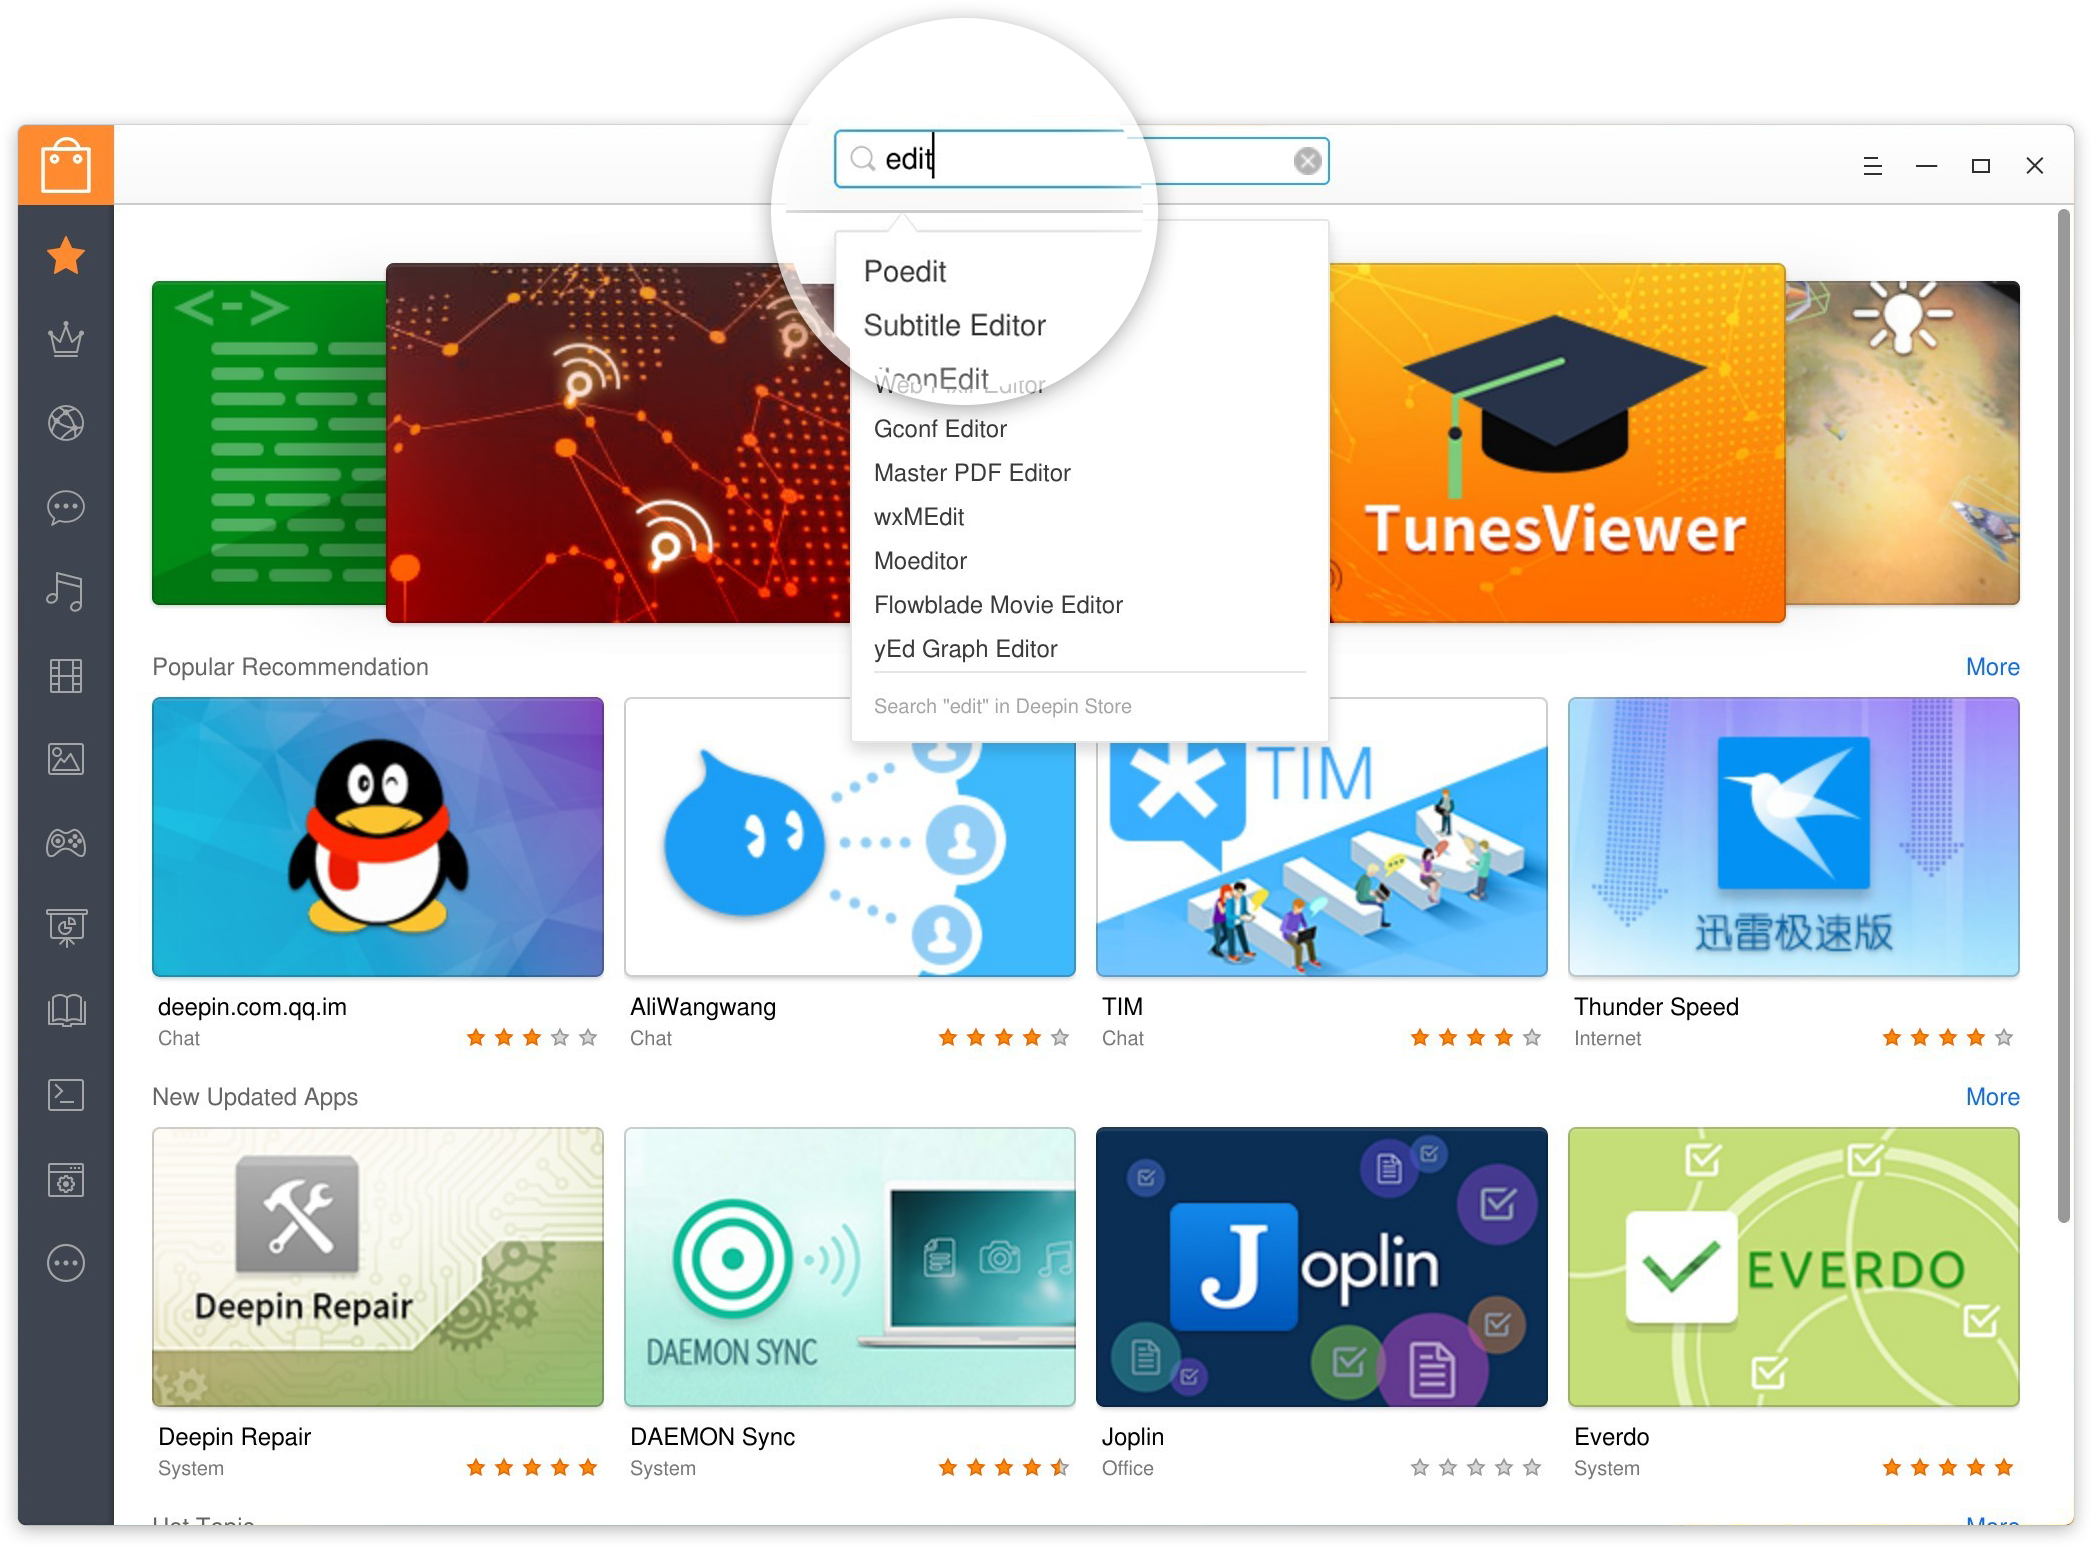 edit
Poedit
Subtitle Editor
Gconf Editor
Master PDF Editor
wxMEdit
Moeditor
Flowblade Movie Editor
yEd Graph Editor
Search "edit" in Deepin Store
<->
TunesViewer
Popular Recommendation
More
TIM
迅雷极速版
deepin.com.qq.im
Chat
AliWangwang
Chat
TIM
Chat
Thunder Speed
Internet
New Updated Apps
More
Deepin Repair
DAEMON SYNC
Joplin
EVERDO
Deepin Repair
System
DAEMON Sync
System
Joplin
Office
Everdo
System
Hot Topic
More